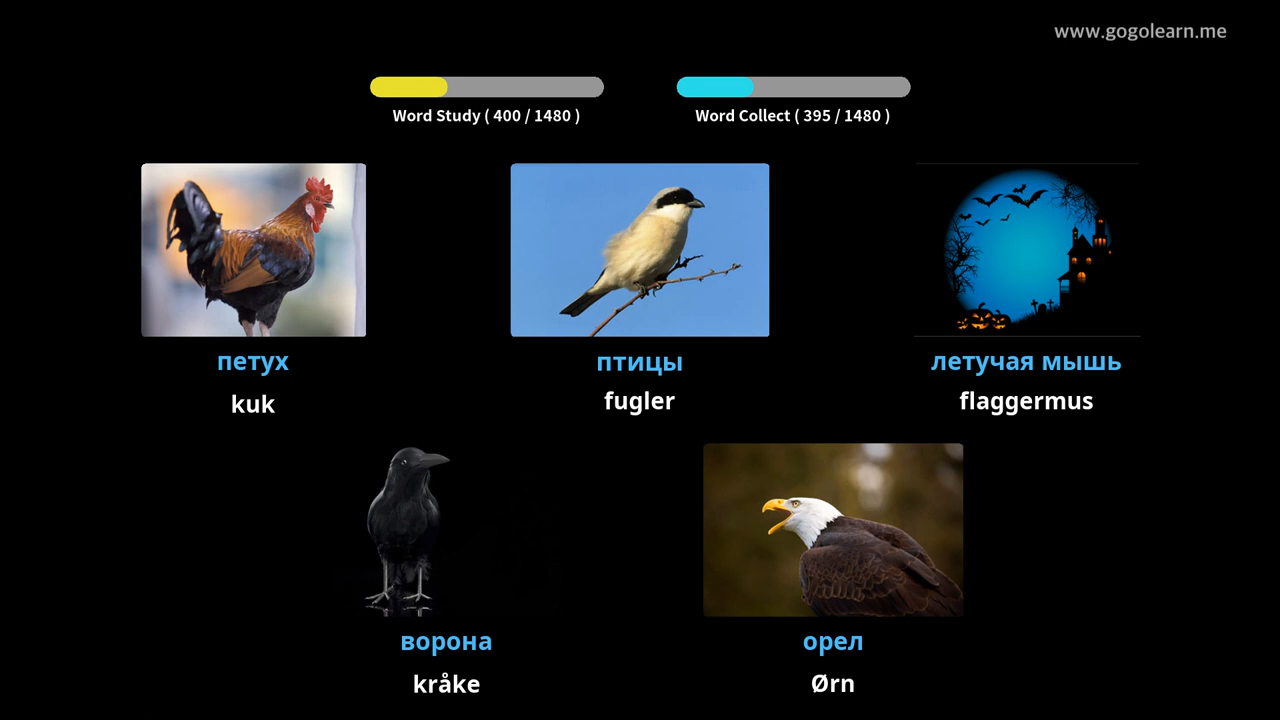 www.gogolearn.me
Word Study ( 400 / 1480 )
Word Collect ( 395 / 1480 )
петух
птицы
летучая мышь
kuk
fugler
flaggermus
ворона
орел
kråke
Ørn